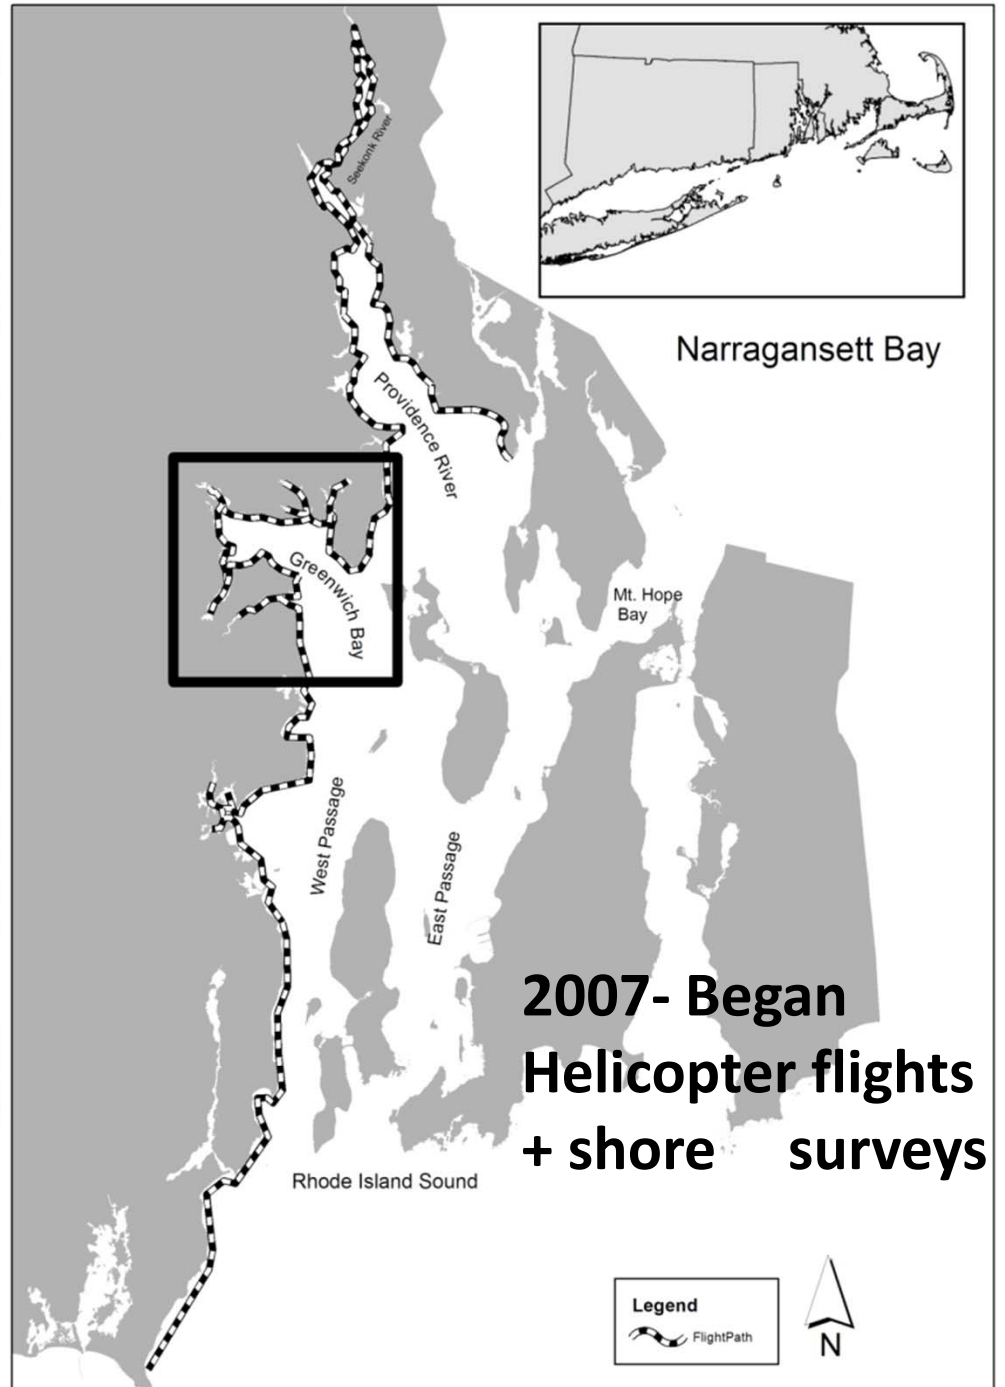 Seekonk River
Narragansett Bay
Providence River
Greenwich Bay
Mt. Hope
Bay
West Passage
East Passage
2007- Began
Helicopter flights
+ shore surveys
Rhode Island Sound
Legend
FlightPath
N